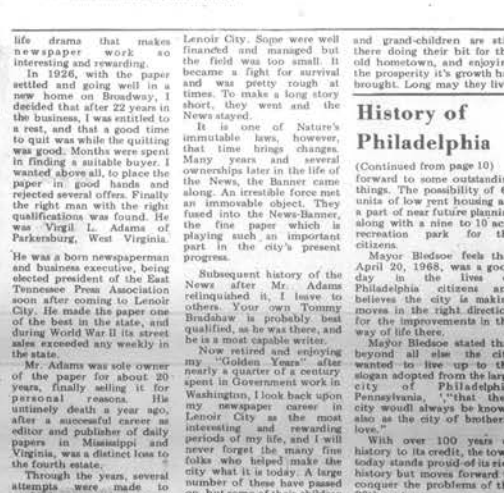 life drama that makes
newspaper work so
interesting and rewarding.
In 1926, with the paper
settled and going well in a
new home on Broadway, I
decided that after 22 years in
the business, I was entitled to
a rest, and that a good time
to quit was while the quitting
was good. Months were spent
in finding a suitable buyer. I
wanted above all, to place the
paper in good hands and
rejected several offers. Finally
the right man with the right
qualifications was found. He
was Virgil L. Adams of
Parkersburg, West Virginia.
He was a born newspaperman
and business executive, being
elected president of the East
Tennessee Press Association
soon after coming to Lenoir
City. He made the paper one
of the best in the state, and
during World War II its street
sales exceeded any weekly in
the state.
Mr. Adams was sole owner
of the paper for about 20
years, finally selling it for
personal reasons. His
untimely death a year ago,
after a successful career as
editor and publisher of daily
papers in Mississippi and
Virginia, was a distinct loss to
the fourth estate.
Through the years, several
attempts were made to
Lenoir City. Some were well
financed and managed but
the field was too small. It
became a fight for survival
and was pretty rough at
times. To make a long story
short, they went and the
News stayed.
It is one of Nature's
immutable laws, however,
that time brings changes.
Many years and several
ownerships later in the life of
the News, the Banner came
along. An irrestible force met
an immovable object. They
fused into the News-Banner,
the fine paper which is
playing such an important
part in the city's present
progress.
Subsequent history of the
News after Mr. Adams
relinquished it, I leave to
others. Your own Tommy
Bradshaw is probably best
qualified, as he was there, and
he is a most capable writer.
Now retired and enjoying
my "Golden Years" after
nearly a quarter of a century
spent in Government work in
Washington, I look back upon
my newspaper career in
Lenoir City as the most
interesting and rewarding
periods of my life, and I will
never forget the many fine
folks who helped make the
city what it is today. A large
number of these have passed
on, but some of their children
and grand-children are sti
there doing their bit for th
old hometown, and enjoyin
the prosperity it's growth ha
brought. Long may they liv
History of
Philadelphia
(Continued from page 10)
forward to some outstandin
things. The possibility of
units of low rent housing a
a part of near future plannin
along with a nine to 10 ac
recreation park for
citizens.
Mayor Bledsoe feels th
April 20, 1968, was a goo
day in the lives
Philadelphia citizens an
believes the city is makin
moves in the right directio
for the improvements in th
way of life there.
Mayor Bledsoe stated tha
beyond all else the cit
wanted to live up to th
slogan adopted from the larg
city of Philadelph
Pennsylvania, "that the
city woudl always be know
also as the city of brother
love."
With over 100 years
history to its credit, the tow
today stands proud of its
history but moves forward
conquer the problems of